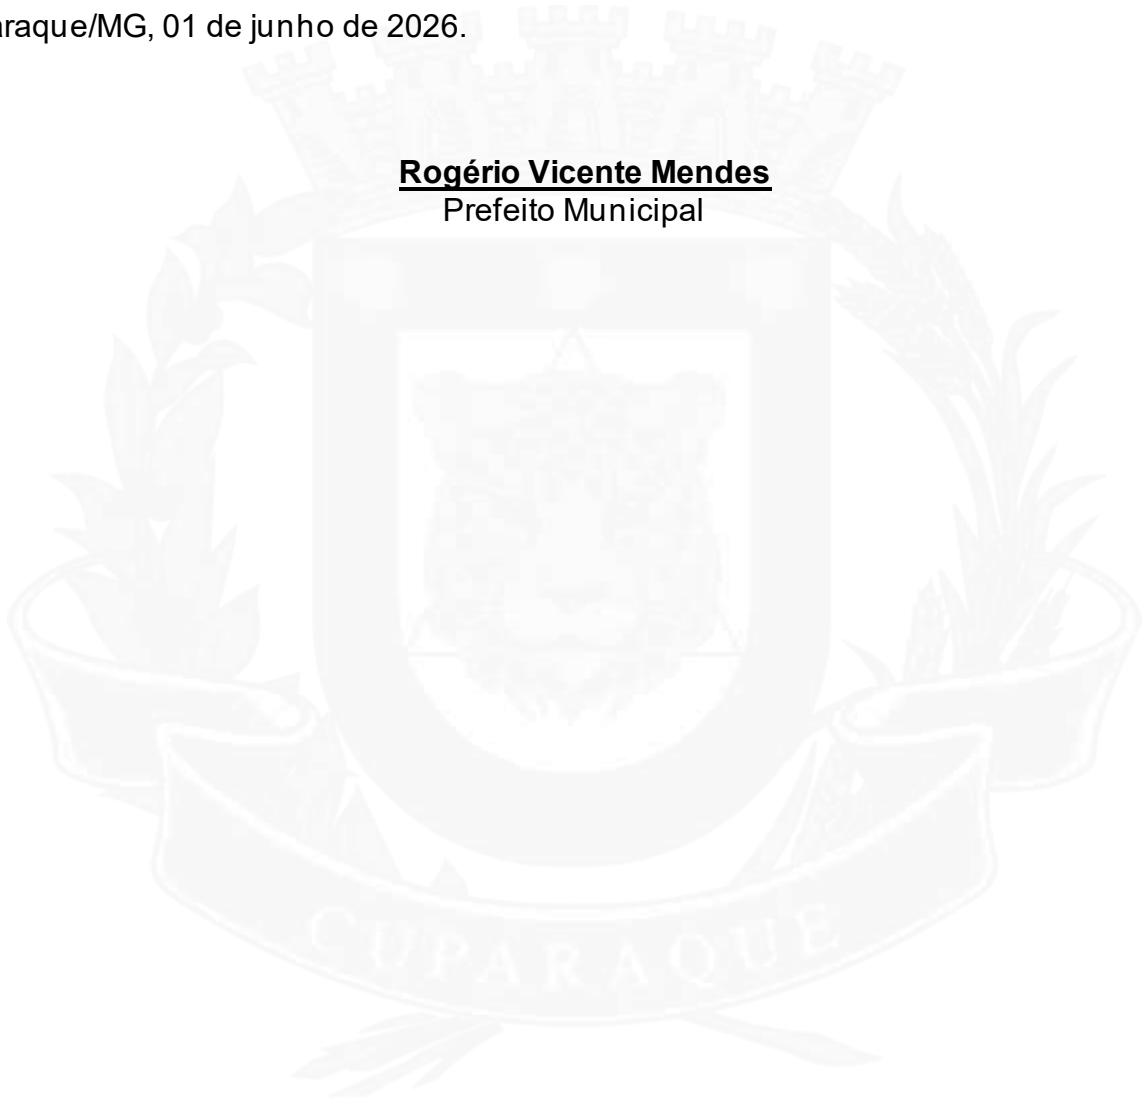 araque/MG, 01 de junho de 2026.
Rogério Vicente Mendes
Prefeito Municipal
CUPARAQUE